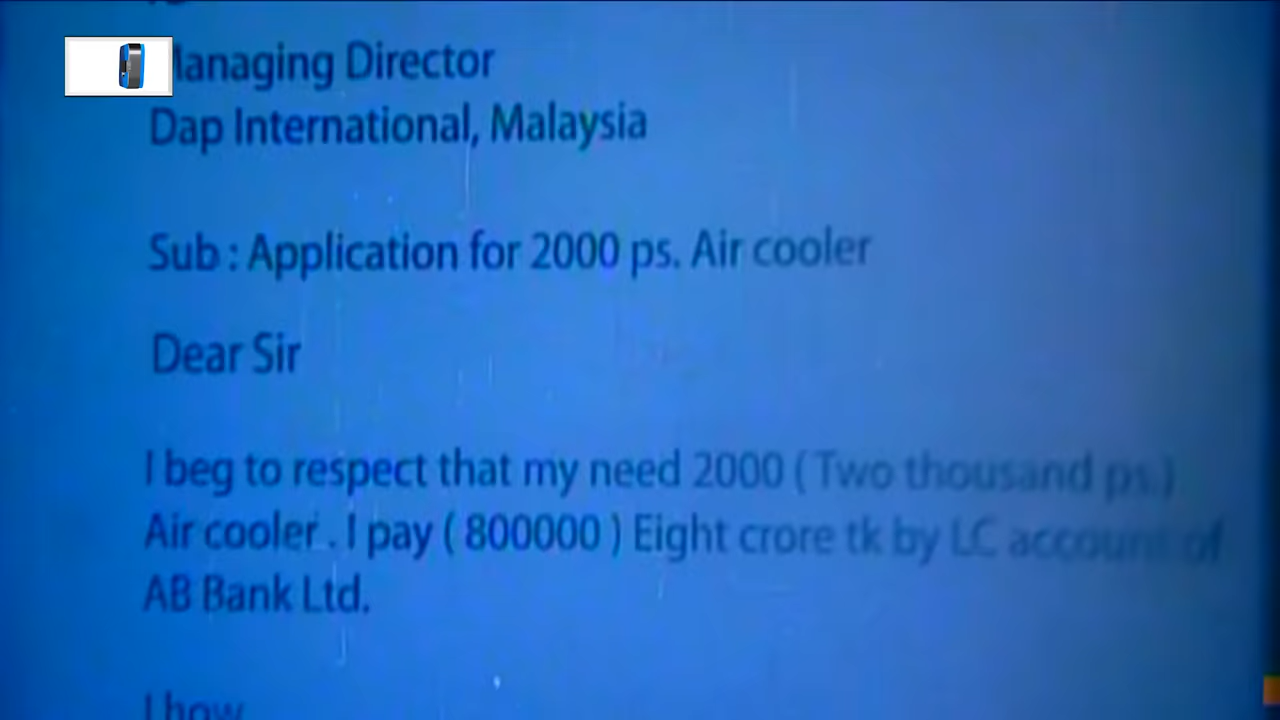 Managing Director
Dap International, Malaysia
Sub : Application for 2000 ps. Air cooler
Dear Sir
I beg to respect that my need 2000 ( Two thousand ps.)
Air cooler . I pay ( 800000 ) Eight crore tk by LC account of
AB Bank Ltd.